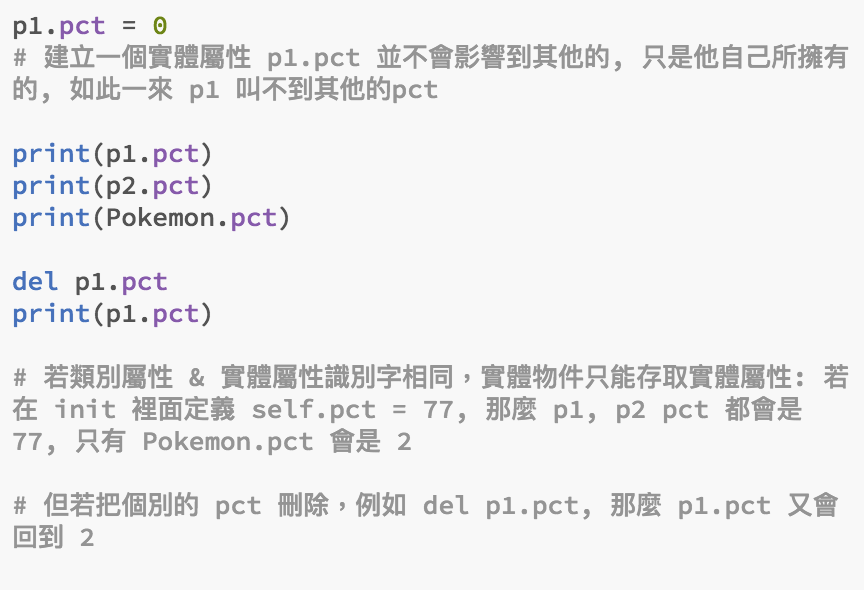 p1.pct = 0
# 建立一個實體屬性 p1.pct 並不會影響到其他的, 只是他自己所擁有
的, 如此一來 p1 叫不到其他的pct
print(p1.pct)
print(p2.pct)
print(Pokemon.pct)
del p1.pct
print(p1.pct)
# 若類別屬性 & 實體屬性識別字相同，實體物件只能存取實體屬性: 若
在 init 裡面定義 self.pct = 77, 那麼 p1, p2 pct 都會是
77, 只有 Pokemon.pct 會是 2
# 但若把個別的 pct 刪除，例如 del p1.pct, 那麼 p1.pct 又會
回到 2